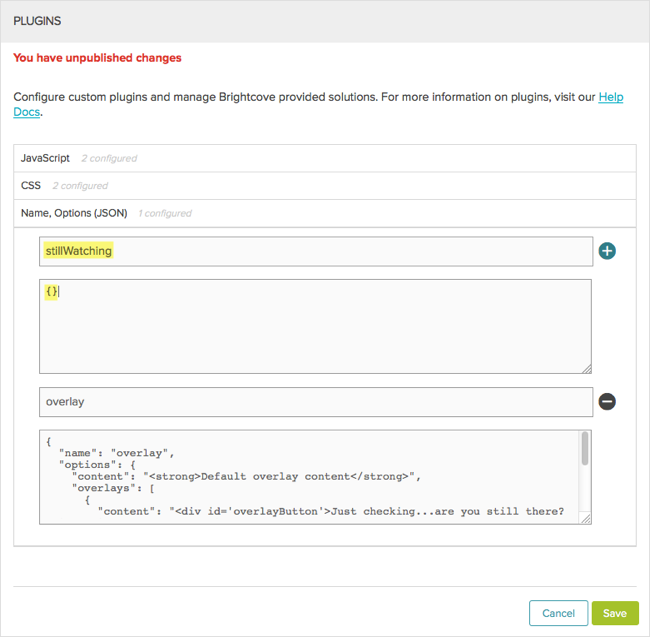 PLUGINS
You have unpublished changes
Configure custom plugins and manage Brightcove provided solutions. For more information on plugins, visit our Help
Docs.
JavaScript 2 configured
CSS 2 configured
Name, Options (JSON) 1 configured
stillWatching
{}
overlay
{
"name": "overlay",
"options": {
"content": "<strong>Default overlay content</strong>",
"overlays": [
{
"content": "<div id='overlayButton'>Just checking...are you still there?
Cancel Save